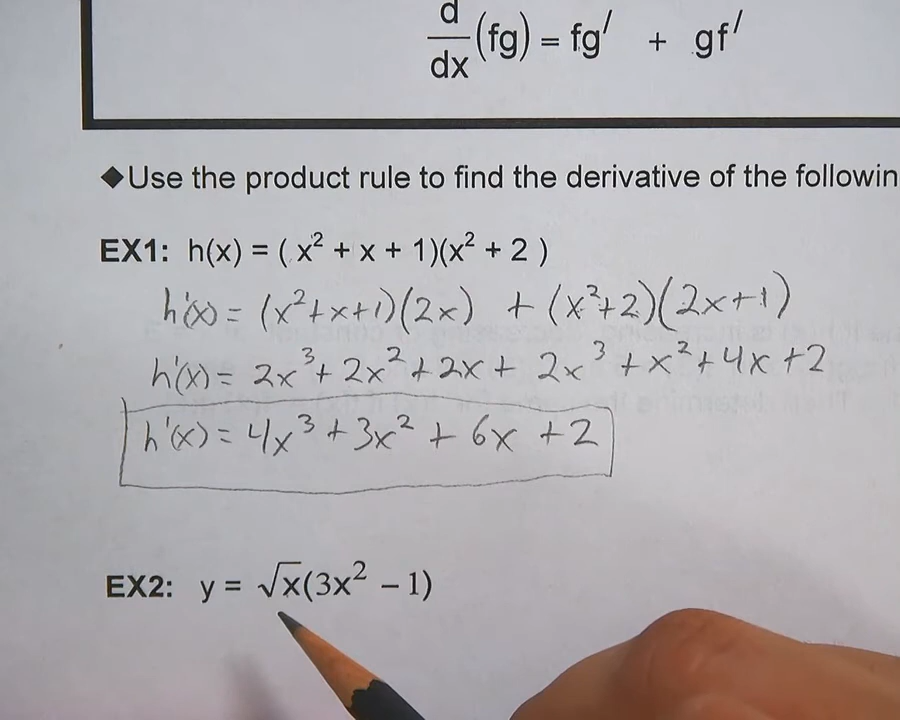 d/dx (fg) = fg′ + gf′
◆Use the product rule to find the derivative of the
EX1: h(x) = ( x² + x + 1)(x² + 2 )
h'(x) = (x²+x+1)(2x) + (x²+2)(2x+1)
h'(x) = 2x³ + 2x² + 2x + 2x³ + x² + 4x + 2
h'(x) = 4x³ + 3x² + 6x + 2
EX2: y = √x(3x² − 1)